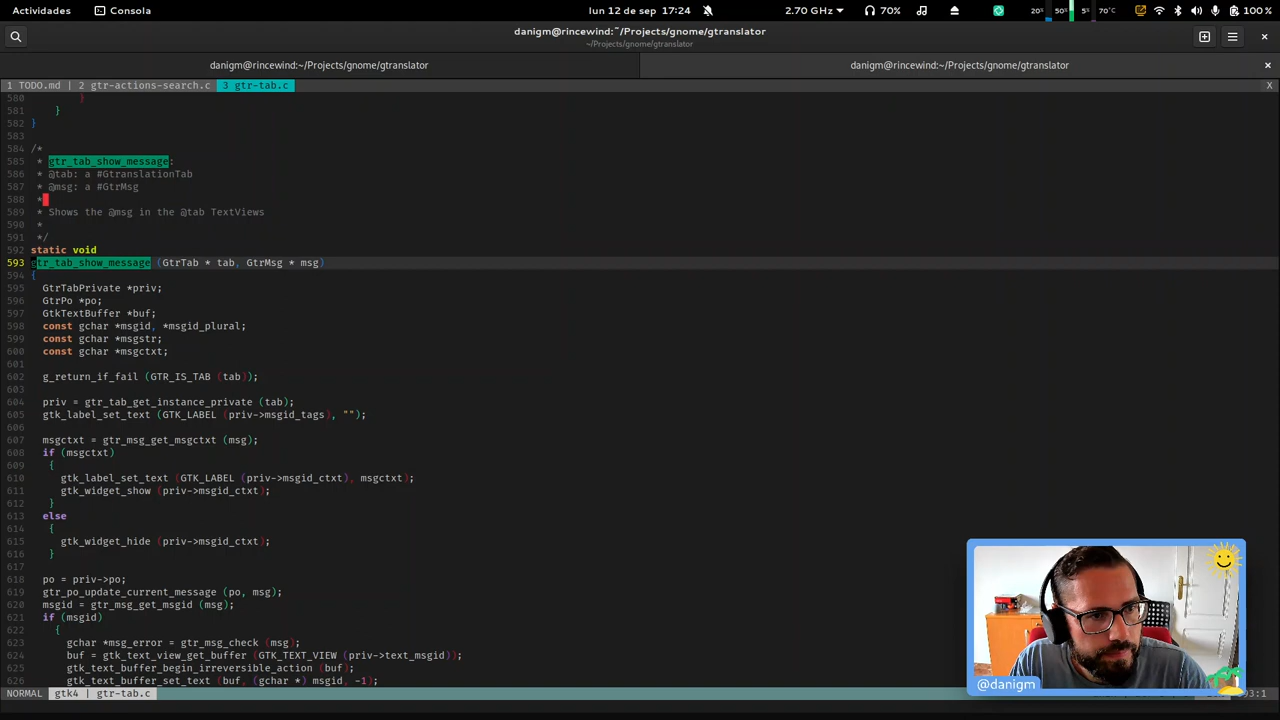 Actividades Consola lun 12 de sep 17:24 2.70 GHz 70% 20% 50% 5% 70°C 100 %
danigm@rincewind:~/Projects/gnome/gtranslator
~/Projects/gnome/gtranslator
danigm@rincewind:~/Projects/gnome/gtranslator danigm@rincewind:~/Projects/gnome/gtranslator
1 TODO.md | 2 gtr-actions-search.c 3 gtr-tab.c X
580 }
581 }
582 }
583
584 /*
585 * gtr_tab_show_message:
586 * @tab: a #GtranslationTab
587 * @msg: a #GtrMsg
588 *
589 * Shows the @msg in the @tab TextViews
590 *
591 */
592 static void
593 gtr_tab_show_message (GtrTab * tab, GtrMsg * msg)
594 {
595 GtrTabPrivate *priv;
596 GtrPo *po;
597 GtkTextBuffer *buf;
598 const gchar *msgid, *msgid_plural;
599 const gchar *msgstr;
600 const gchar *msgctxt;
601
602 g_return_if_fail (GTR_IS_TAB (tab));
603
604 priv = gtr_tab_get_instance_private (tab);
605 gtk_label_set_text (GTK_LABEL (priv->msgid_tags), "");
606
607 msgctxt = gtr_msg_get_msgctxt (msg);
608 if (msgctxt)
609 {
610 gtk_label_set_text (GTK_LABEL (priv->msgid_ctxt), msgctxt);
611 gtk_widget_show (priv->msgid_ctxt);
612 }
613 else
614 {
615 gtk_widget_hide (priv->msgid_ctxt);
616 }
617
618 po = priv->po;
619 gtr_po_update_current_message (po, msg);
620 msgid = gtr_msg_get_msgid (msg);
621 if (msgid)
622 {
623 gchar *msg_error = gtr_msg_check (msg);
624 buf = gtk_text_view_get_buffer (GTK_TEXT_VIEW (priv->text_msgid));
625 gtk_text_buffer_begin_irreversible_action (buf);
626 gtk_text_buffer_set_text (buf, (gchar *) msgid, -1);
@danigm
NORMAL gtk4 | gtr-tab.c 93:1